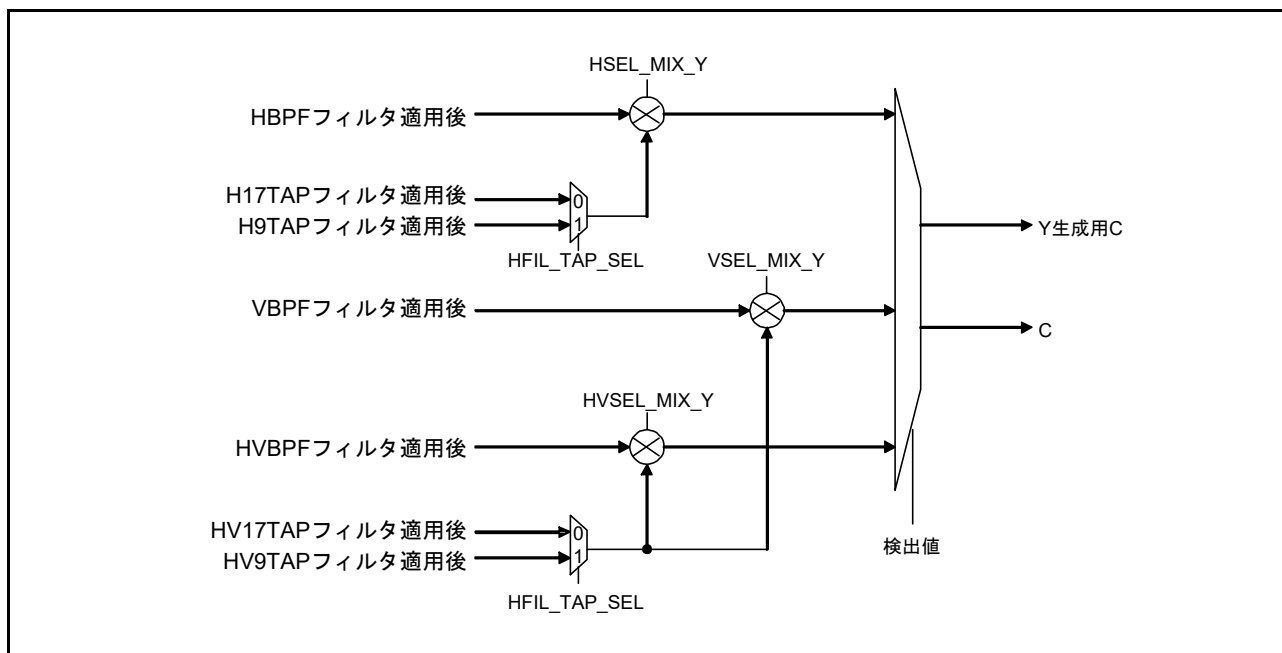 HSEL_MIX_Y
HBPFフィルタ適用後
H17TAPフィルタ適用後
0
H9TAPフィルタ適用後
1
HFIL_TAP_SEL
VSEL_MIX_Y
Y生成用C
VBPFフィルタ適用後
C
HVSEL_MIX_Y
HVBPFフィルタ適用後
HV17TAPフィルタ適用後
0
HV9TAPフィルタ適用後
1
検出値
HFIL_TAP_SEL